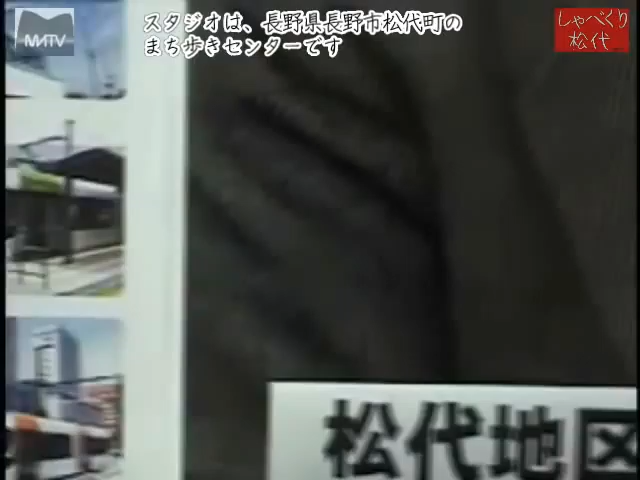 MATV
スタジオは、長野県長野市松代町の
まち歩きセンターです
しゃべくり
松代
松代地区